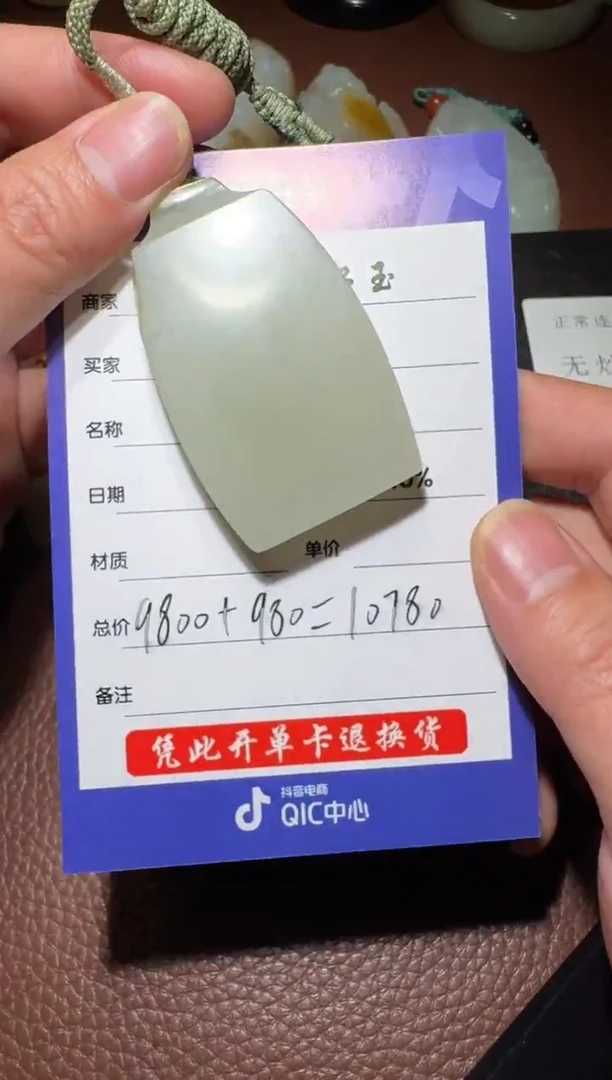 商家 玉
买家
名称
日期 0%
材质 单价
总价 9800+980=10780
备注
凭此开单卡退换货
抖音电商
QIC中心
正常连
无